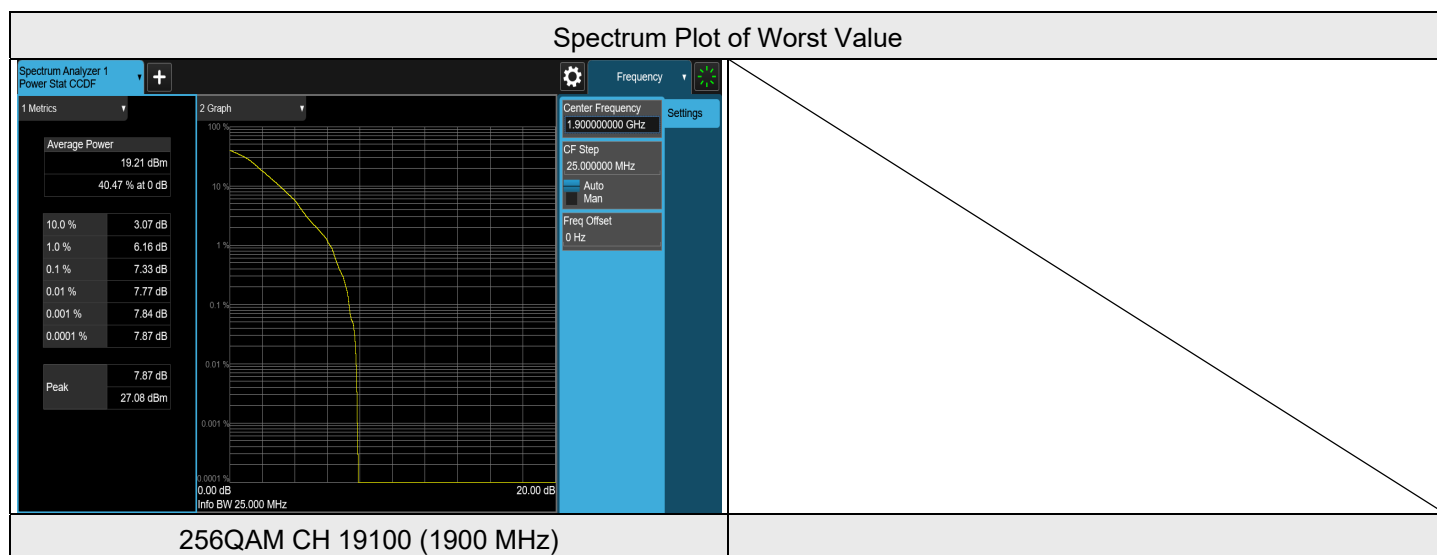 Spectrum Plot of Worst Value
Spectrum Analyzer 1
Power Stat CCDF
+
Frequency
1 Metrics
2 Graph
Average Power
19.21 dBm
40.47 % at 0 dB
10.0 % 3.07 dB
1.0 % 6.16 dB
0.1 % 7.33 dB
0.01 % 7.77 dB
0.001 % 7.84 dB
0.0001 % 7.87 dB
Peak 7.87 dB
27.08 dBm
100 %
10 %
1 %
0.1 %
0.01 %
0.001 %
0.0001 %
0.00 dB 20.00 dB
Info BW 25.000 MHz
Center Frequency
1.900000000 GHz
CF Step
25.000000 MHz
Auto
Man
Freq Offset
0 Hz
Settings
256QAM CH 19100 (1900 MHz)